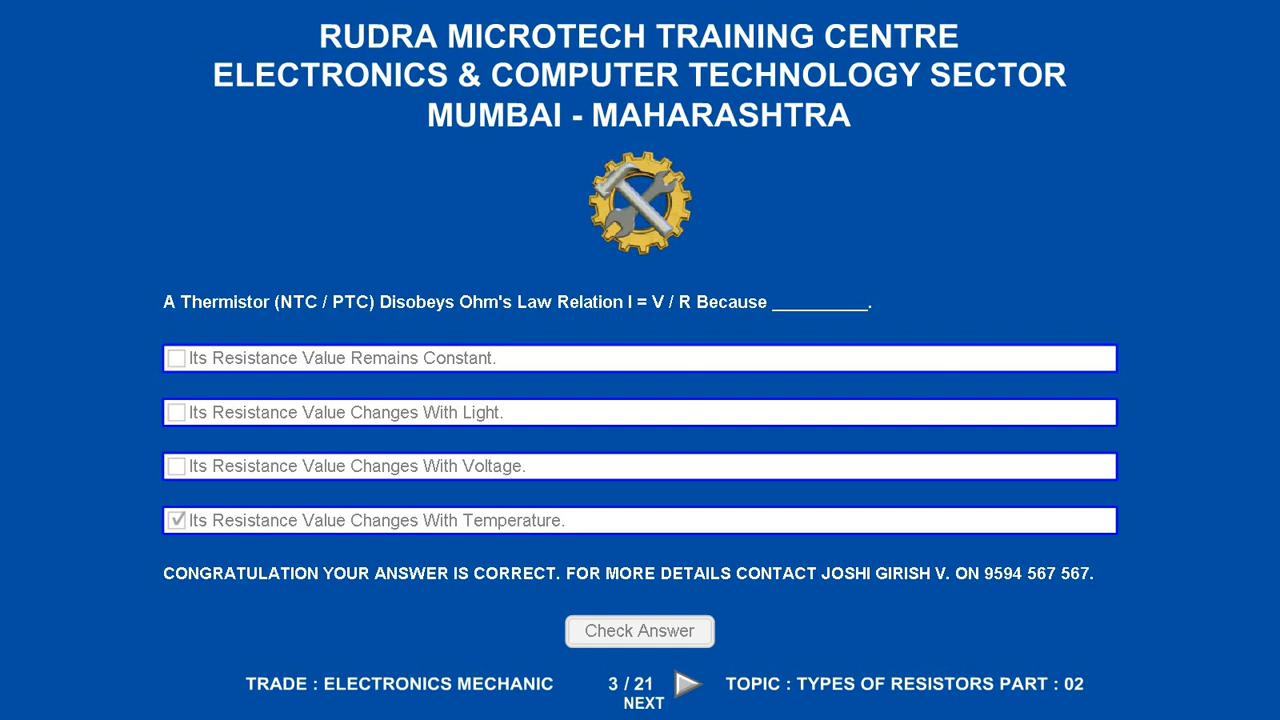 RUDRA MICROTECH TRAINING CENTRE
ELECTRONICS & COMPUTER TECHNOLOGY SECTOR
MUMBAI - MAHARASHTRA
A Thermistor (NTC / PTC) Disobeys Ohm's Law Relation I = V / R Because __________.
Its Resistance Value Remains Constant.
Its Resistance Value Changes With Light.
Its Resistance Value Changes With Voltage.
Its Resistance Value Changes With Temperature.
CONGRATULATION YOUR ANSWER IS CORRECT. FOR MORE DETAILS CONTACT JOSHI GIRISH V. ON 9594 567 567.
Check Answer
TRADE : ELECTRONICS MECHANIC 3 / 21 TOPIC : TYPES OF RESISTORS PART : 02
NEXT